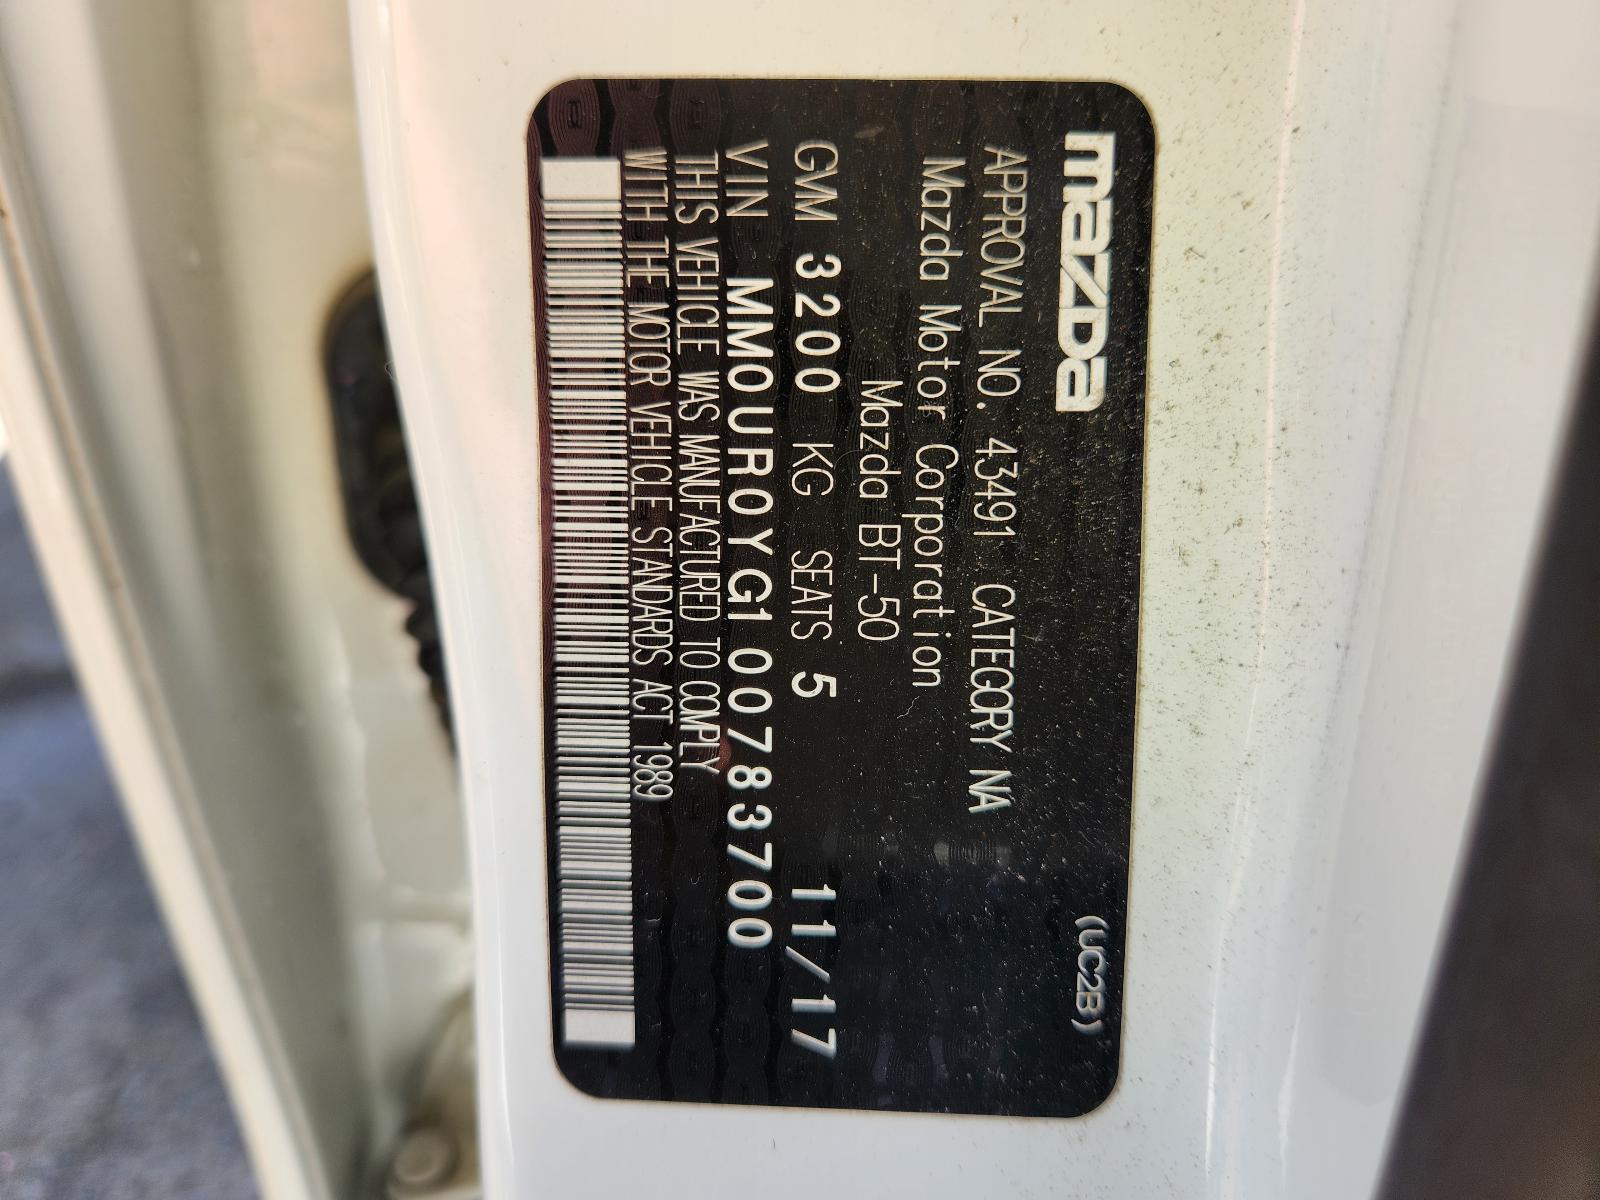 mazda (UC2B)
APPROVAL NO. 43491 CATEGORY NA
Mazda Motor Corporation
Mazda BT-50
GVM 3200 KG SEATS 5 11/17
VIN MM0UR0YG100783700
THIS VEHICLE WAS MANUFACTURED TO COMPLY
WITH THE MOTOR VEHICLE STANDARDS ACT 1989